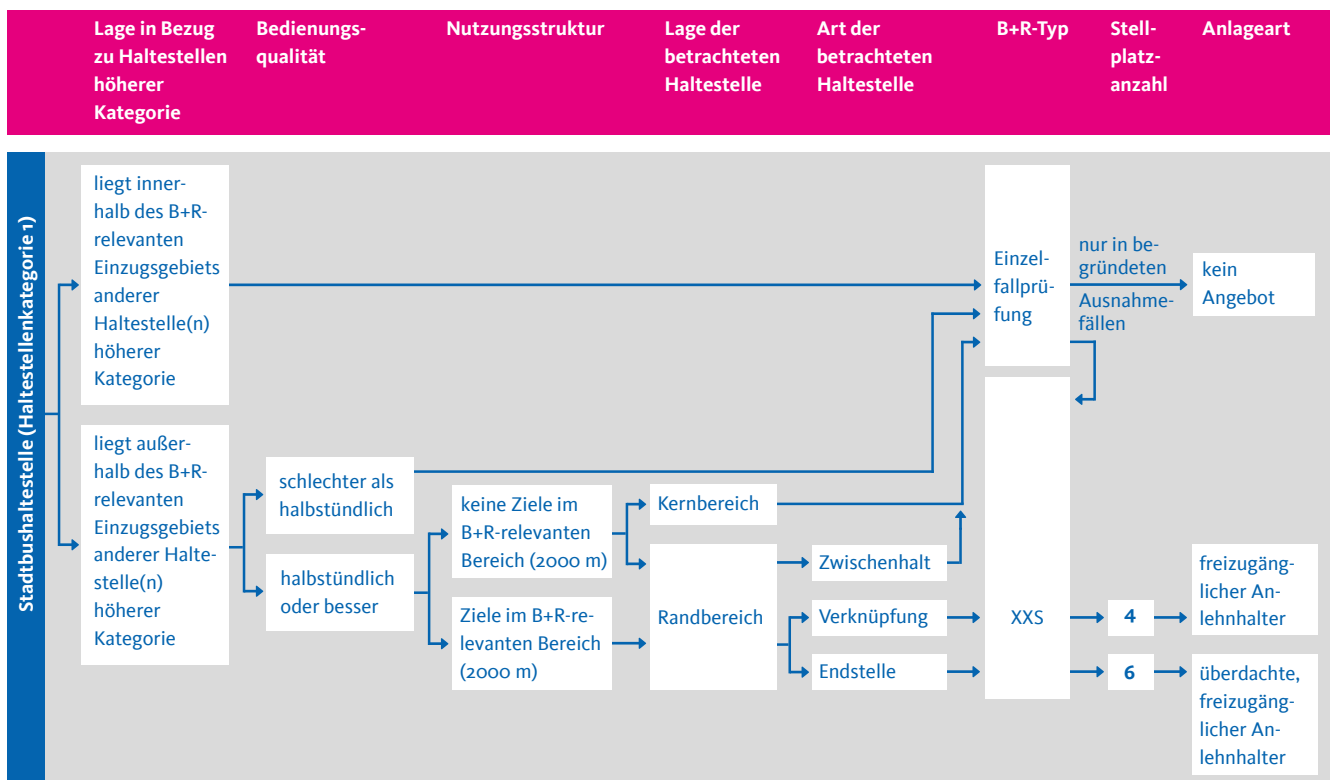 Lage in Bezug
zu Haltestellen
höherer
Kategorie
Bedienungs-
qualität
Nutzungsstruktur
Lage der
betrachteten
Haltestelle
Art der
betrachteten
Haltestelle
B+R-Typ
Stell-
platz-
anzahl
Anlageart
Stadtbushaltestelle (Haltestellenkategorie 1)
liegt inner-
halb des B+R-
relevanten
Einzugsgebiets
anderer
Haltestelle(n)
höherer
Kategorie
Einzel-
fallprü-
fung
nur in be-
gründeten
Ausnahme-
fällen
kein
Angebot
liegt außer-
halb des B+R-
relevanten
Einzugsgebiets
anderer Halte-
stelle(n)
höherer
Kategorie
schlechter als
halbstündlich
halbstündlich
oder besser
keine Ziele im
B+R-relevanten
Bereich (2000 m)
Ziele im B+R-re-
levanten Bereich
(2000 m)
Kernbereich
Randbereich
Zwischenhalt
Verknüpfung
Endstelle
XXS
4
6
freizugäng-
licher An-
lehnhalter
überdachte,
freizugäng-
licher An-
lehnhalter